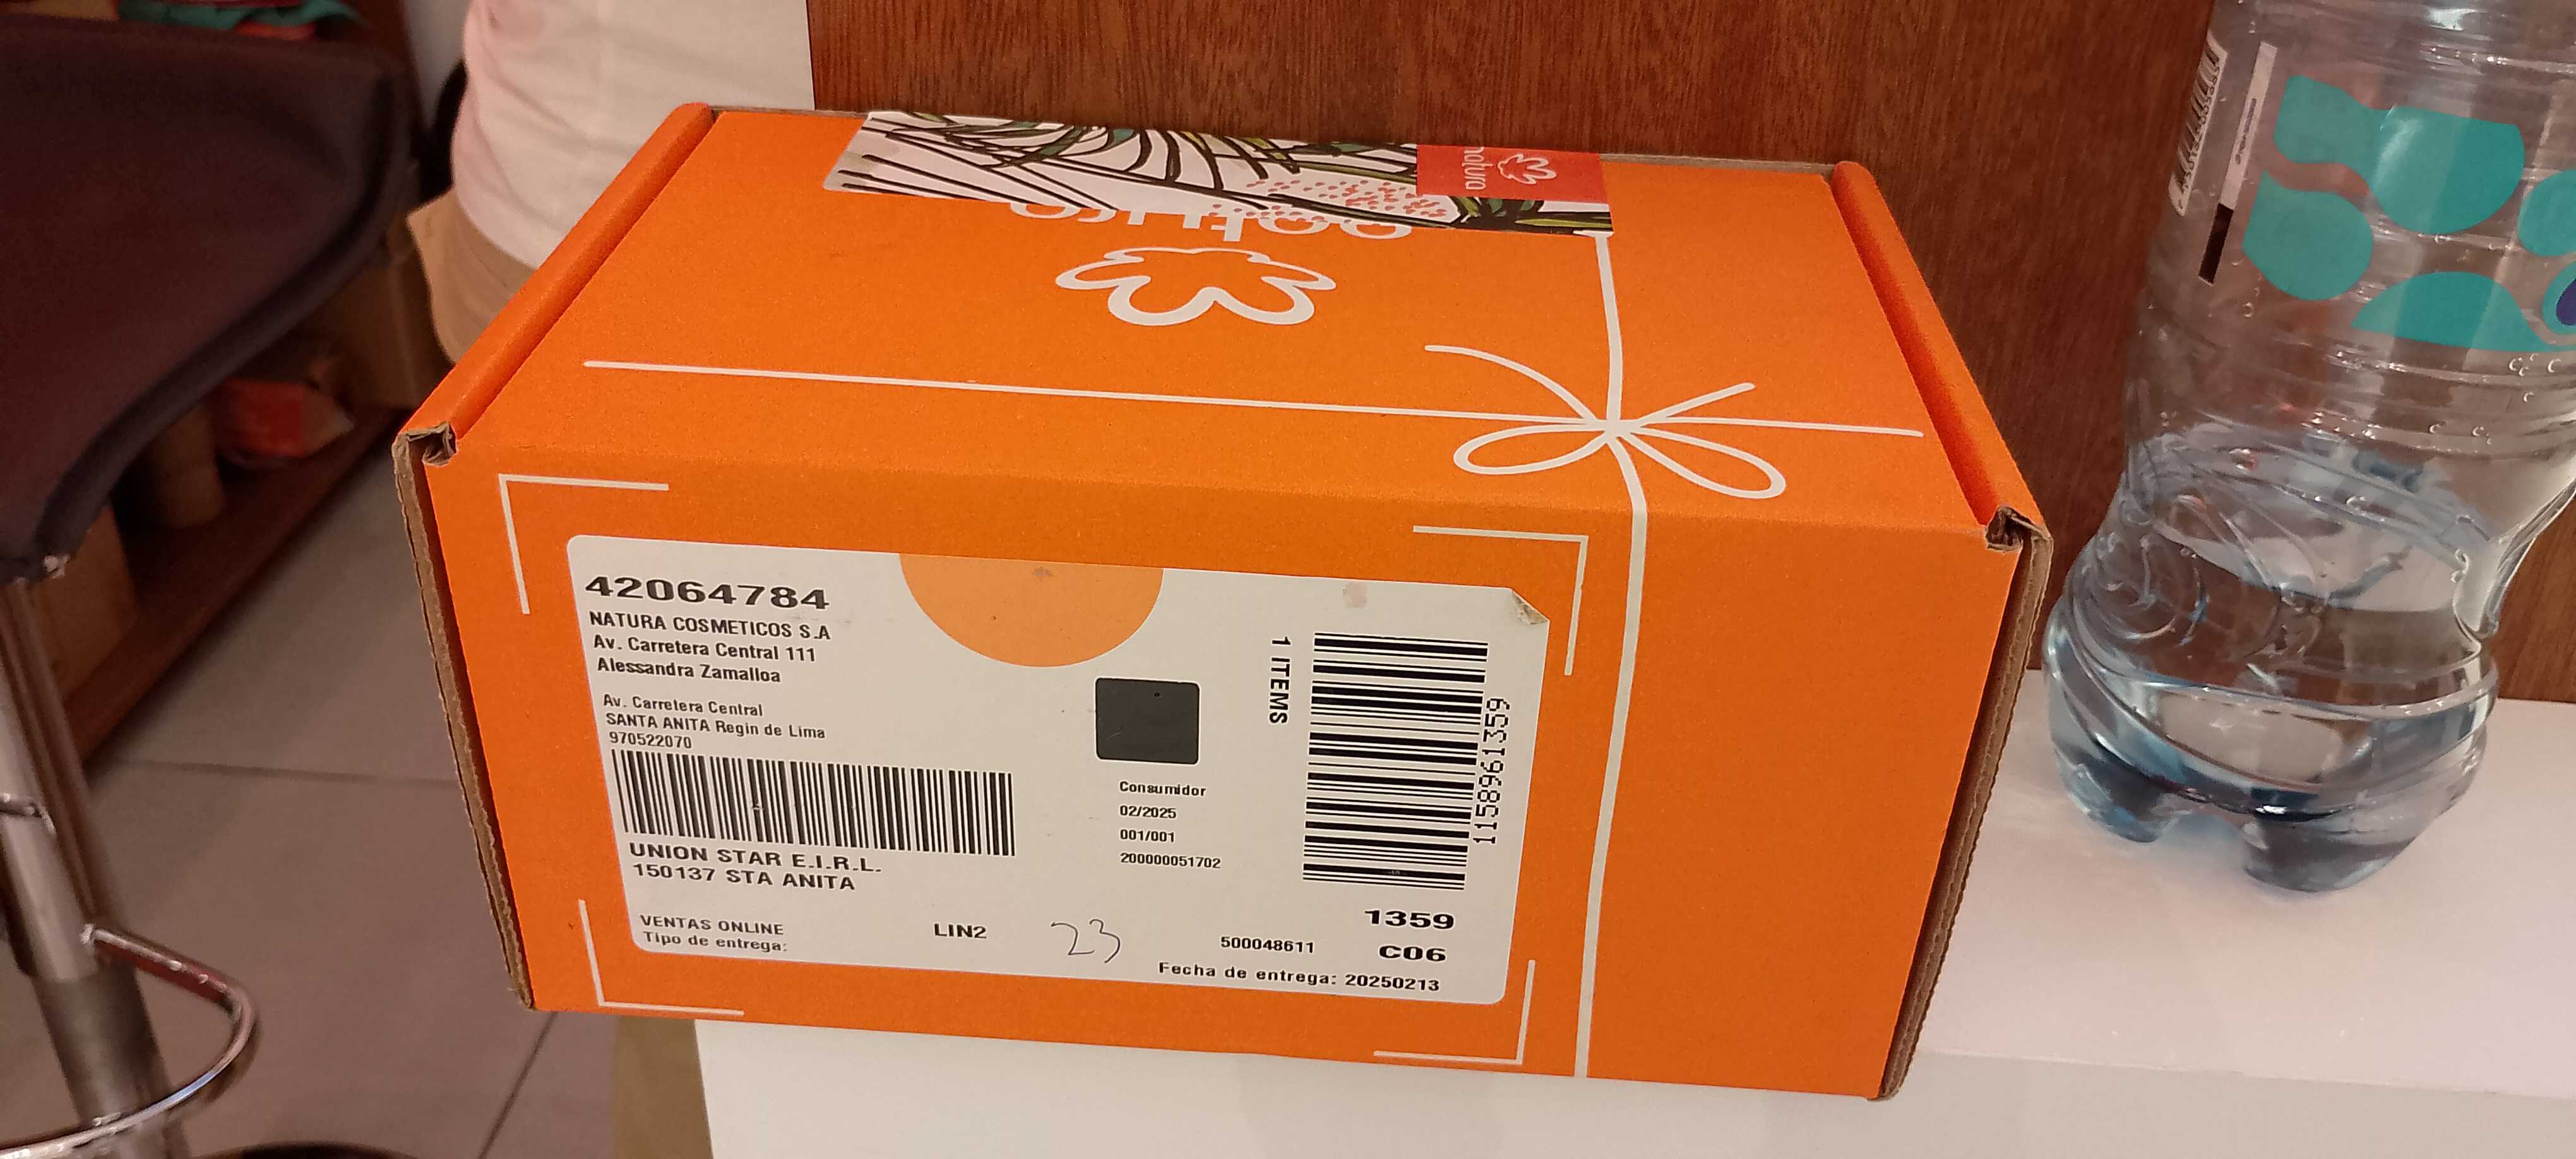 natura
natura
42064784
NATURA COSMETICOS S.A
Av. Carretera Central 111
Alessandra Zamalloa
Av. Carretera Central
SANTA ANITA Regin de Lima
970522070
UNION STAR E.I.R.L.
150137 STA ANITA
VENTAS ONLINE
Tipo de entrega:
LIN2
23
Consumidor
02/2025
001/001
200000051702
1 ITEMS
1158961359
1359
500048611
C06
Fecha de entrega: 20250213